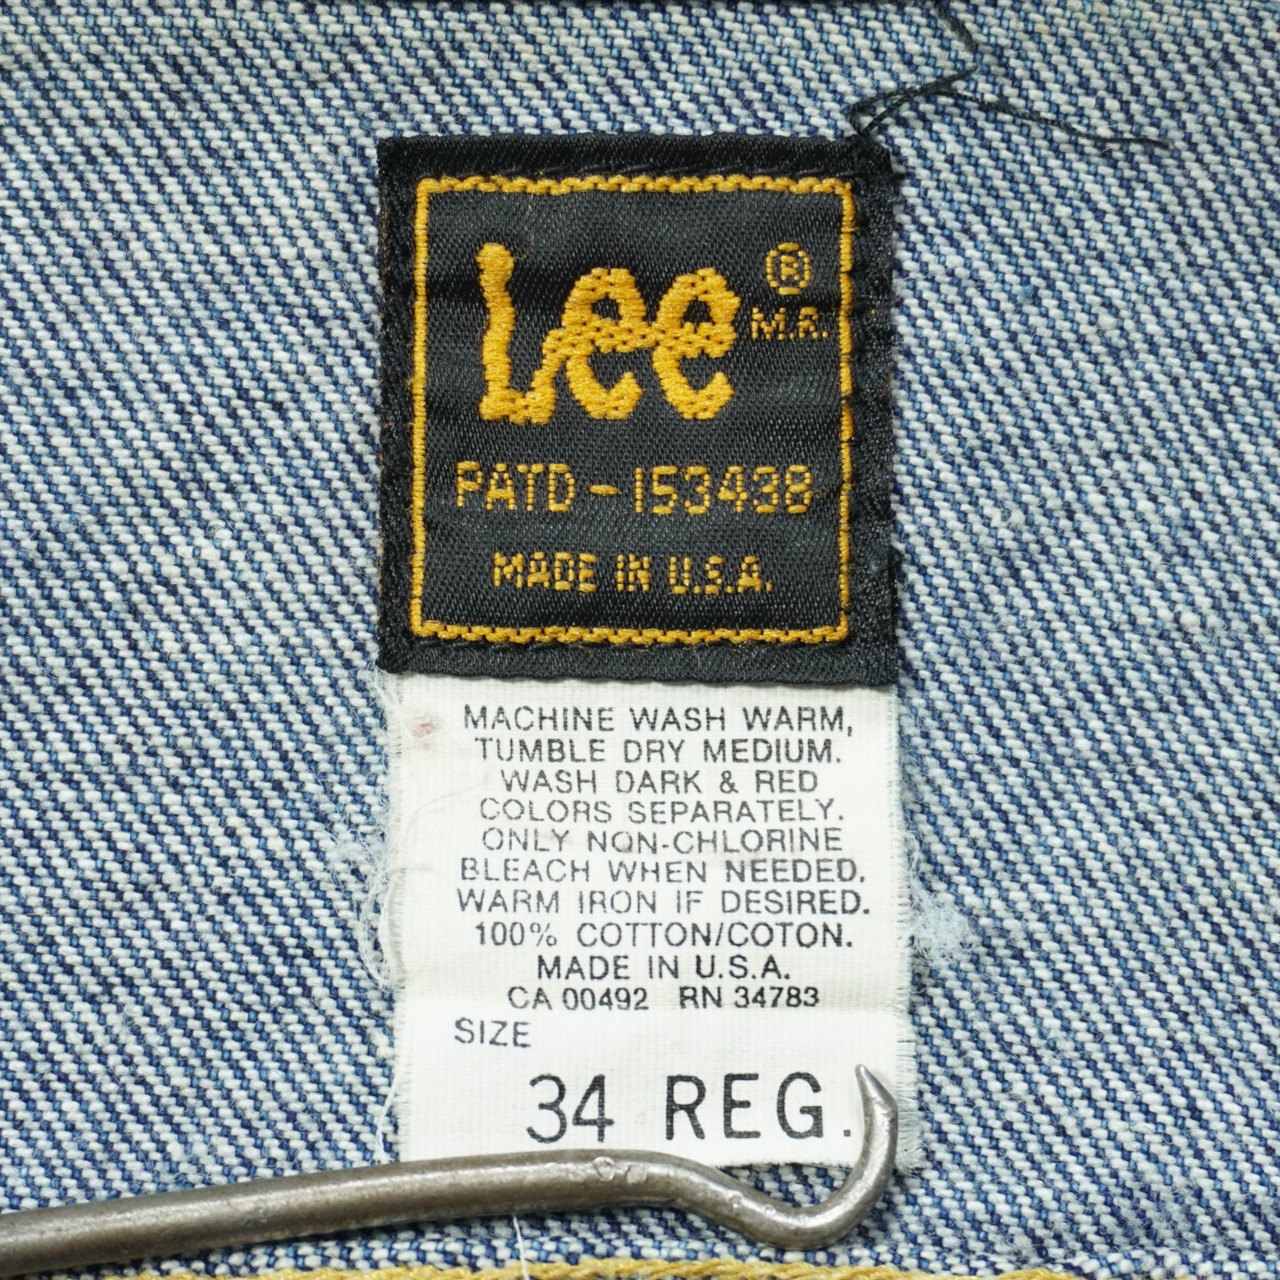 Lee ®
M.R.
PATD - 153438
MADE IN U.S.A.
MACHINE WASH WARM,
TUMBLE DRY MEDIUM.
WASH DARK & RED
COLORS SEPARATELY.
ONLY NON-CHLORINE
BLEACH WHEN NEEDED.
WARM IRON IF DESIRED.
100% COTTON/COTON.
MADE IN U.S.A.
CA 00492 RN 34783
SIZE
34 REG.